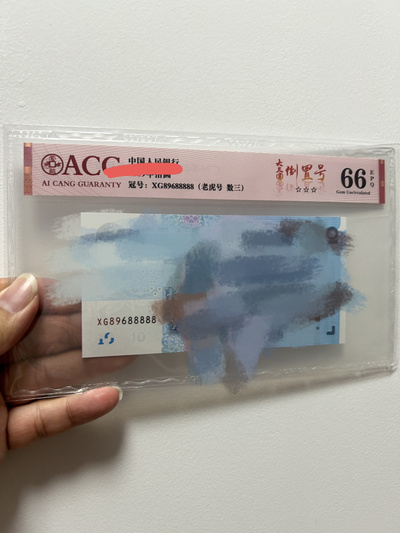 ACC
中国人民银行
AI CANG GUARANTY
冠号：XG89688888（老虎号 数三）
倒置号
☆☆☆
66
EPQ
Gem Uncirculated
XG89688888